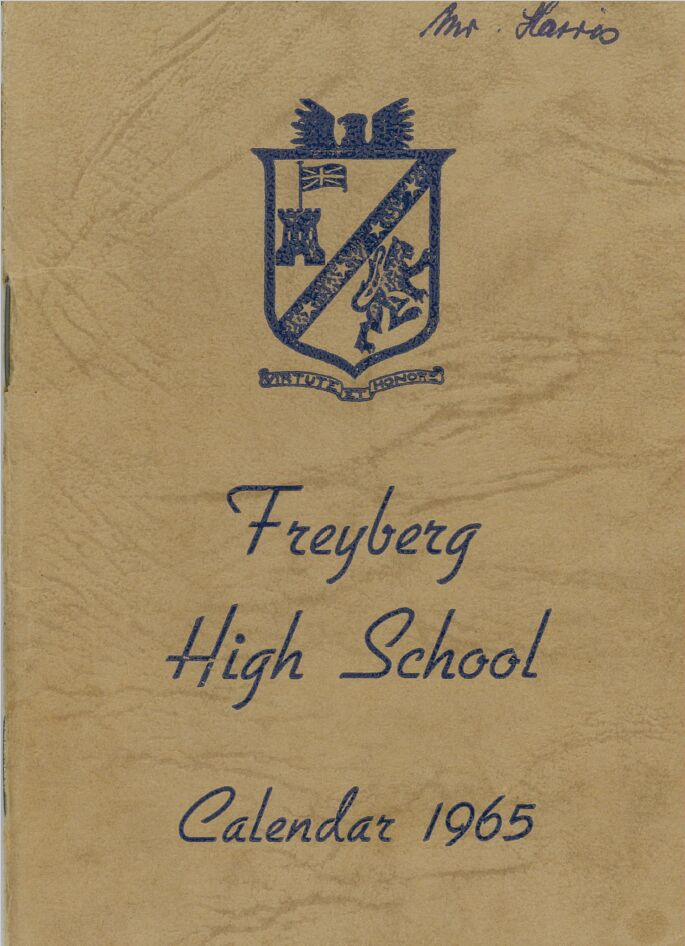 Mr. Harris
VIRTUTE ET HONORE
Freyberg
High School
Calendar 1965